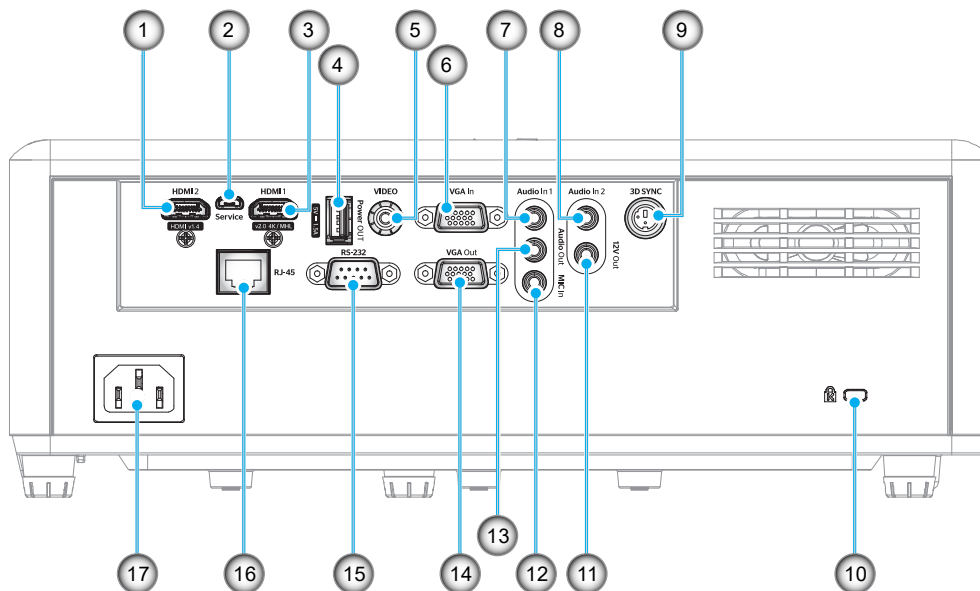 1
2
3
4
5
6
7
8
9
HDMI 2
HDMI 1
VIDEO
VGA In
Audio In 1
Audio In 2
3D SYNC
Service
HDMI v1.4
v2.0 4K / MHL
5V 1.5A
Power OUT
RJ-45
RS-232
VGA Out
Audio Out
12V Out
MIC In
10
13
17
16
15
14
12
11